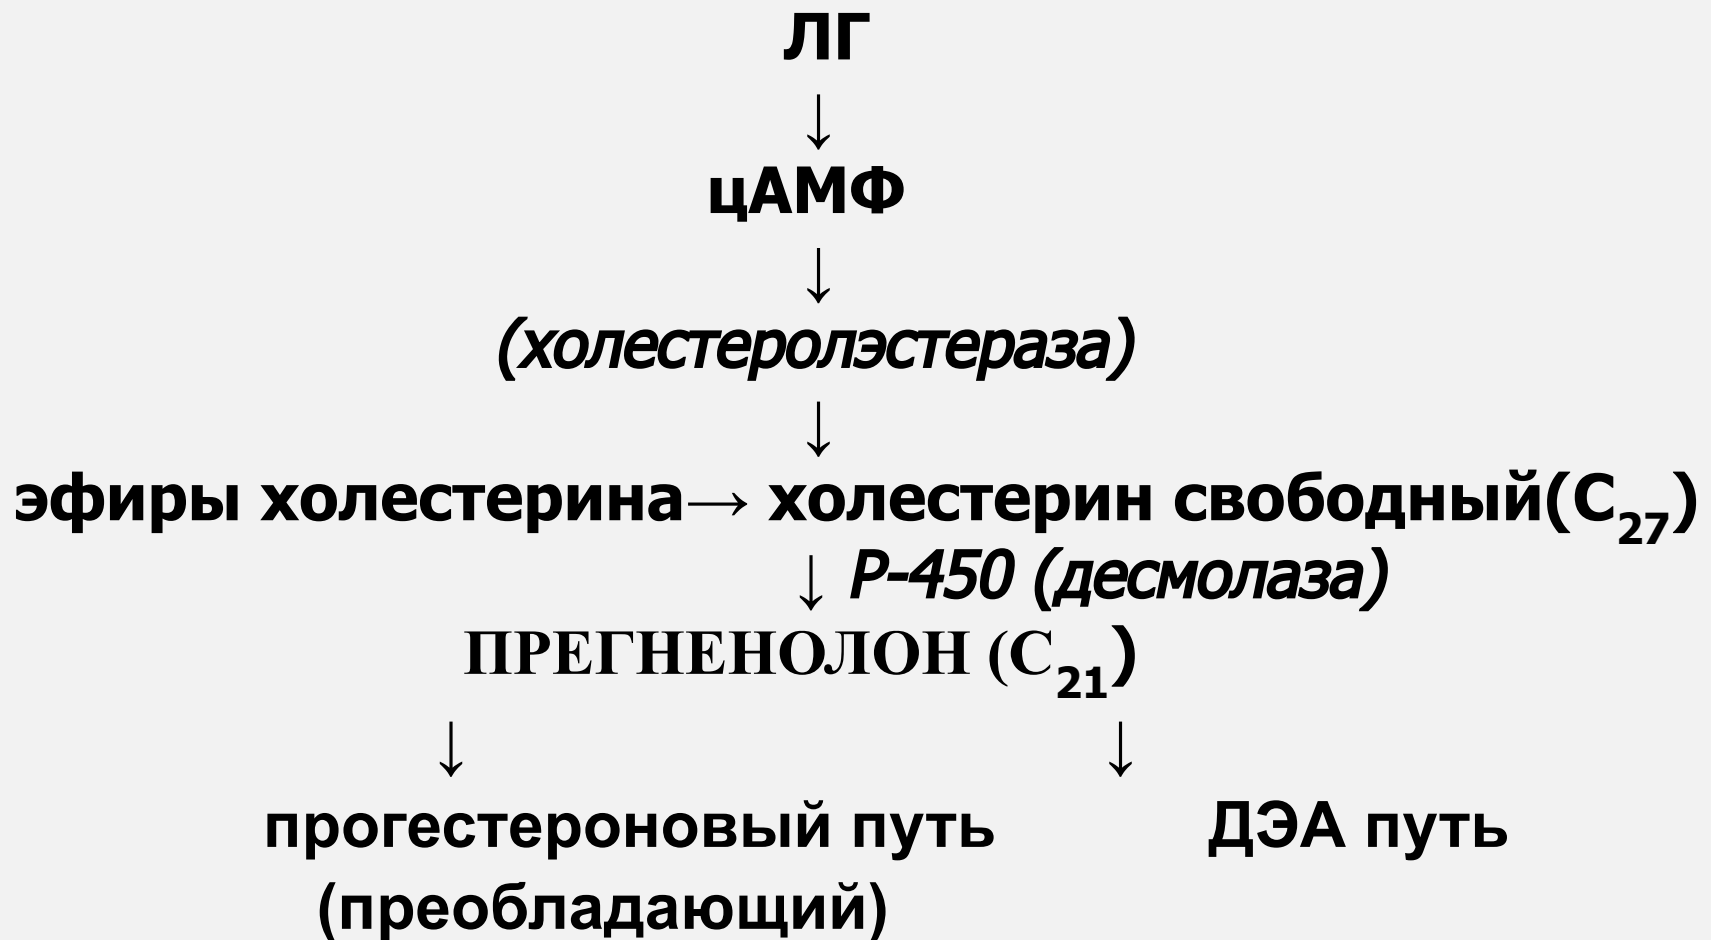 ЛГ
↓
цАМФ
↓
(холестеролэстераза)
↓
эфиры холестерина→ холестерин свободный(С27)
↓ Р-450 (десмолаза)
ПРЕГНЕНОЛОН (С21)
↓ ↓
прогестероновый путь ДЭА путь
(преобладающий)